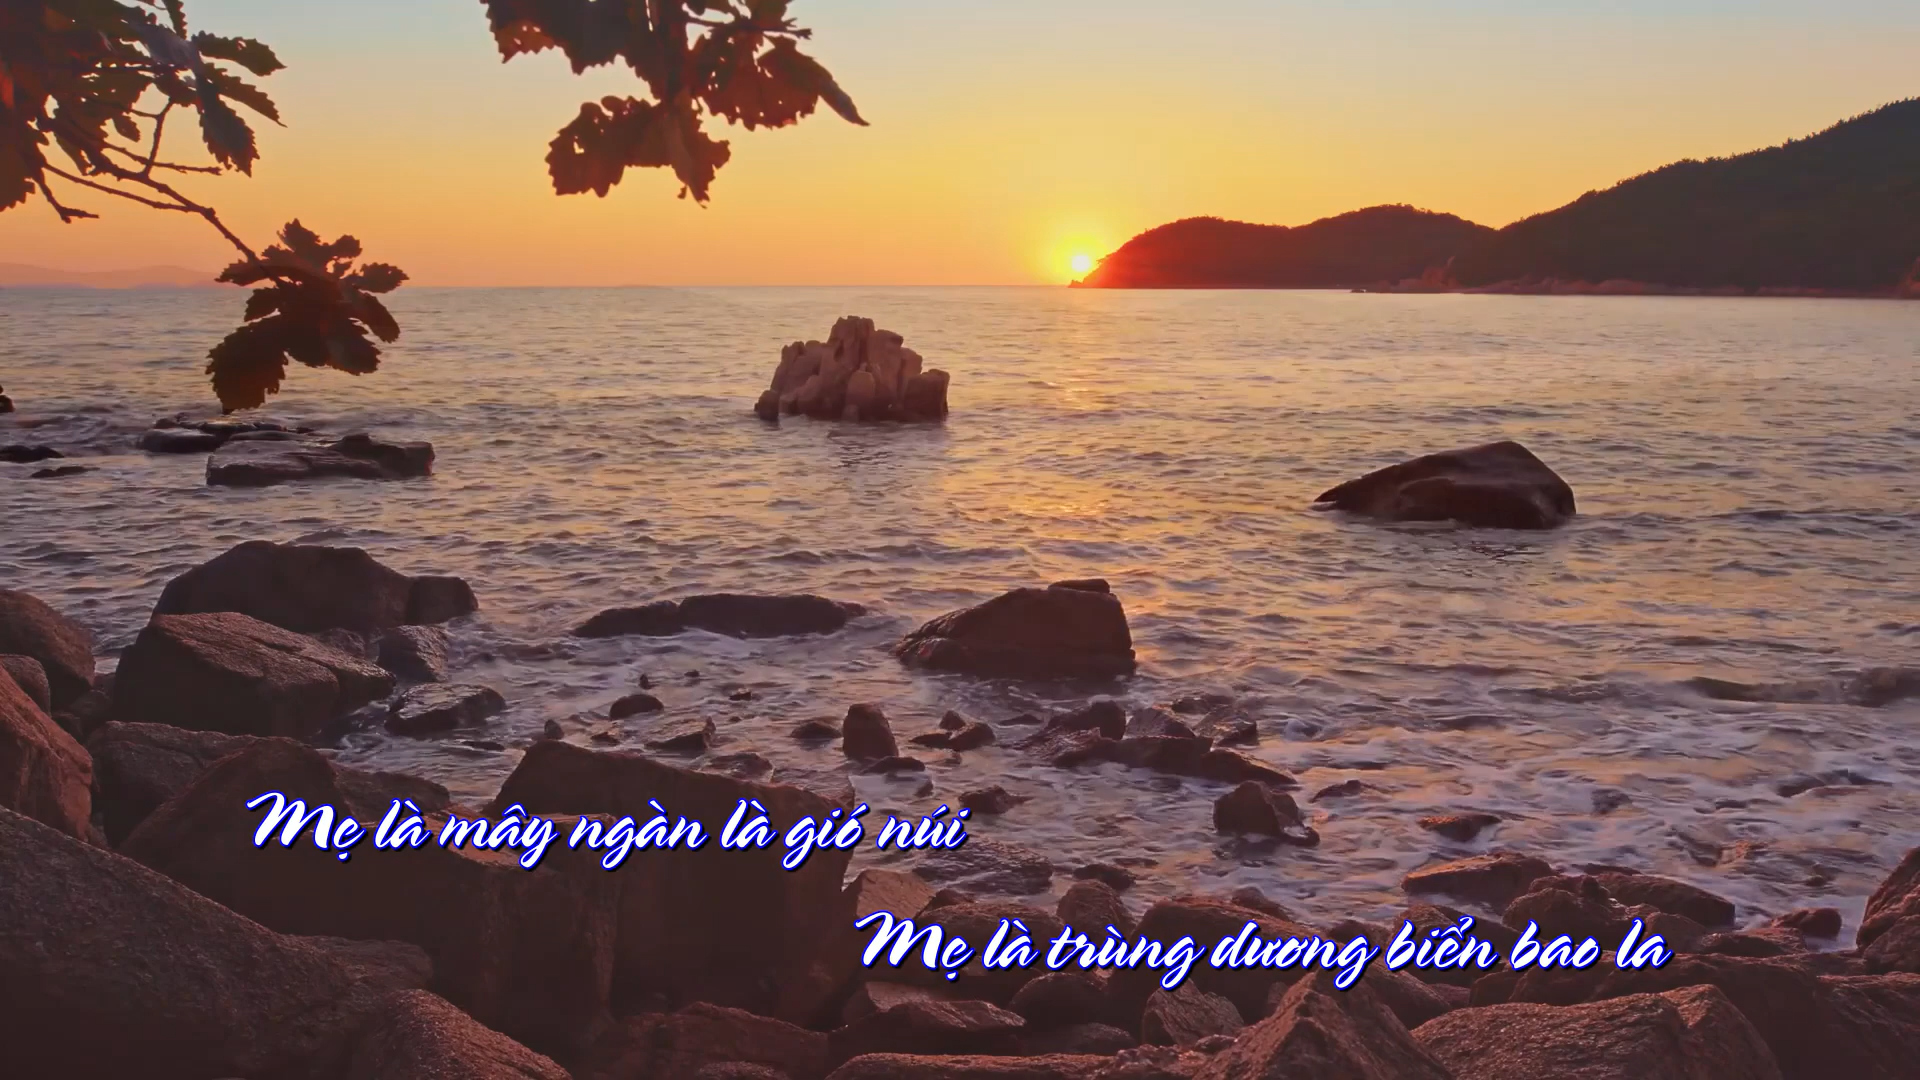 Mẹ là mây ngàn là gió núi
Mẹ là trùng dương biển bao la